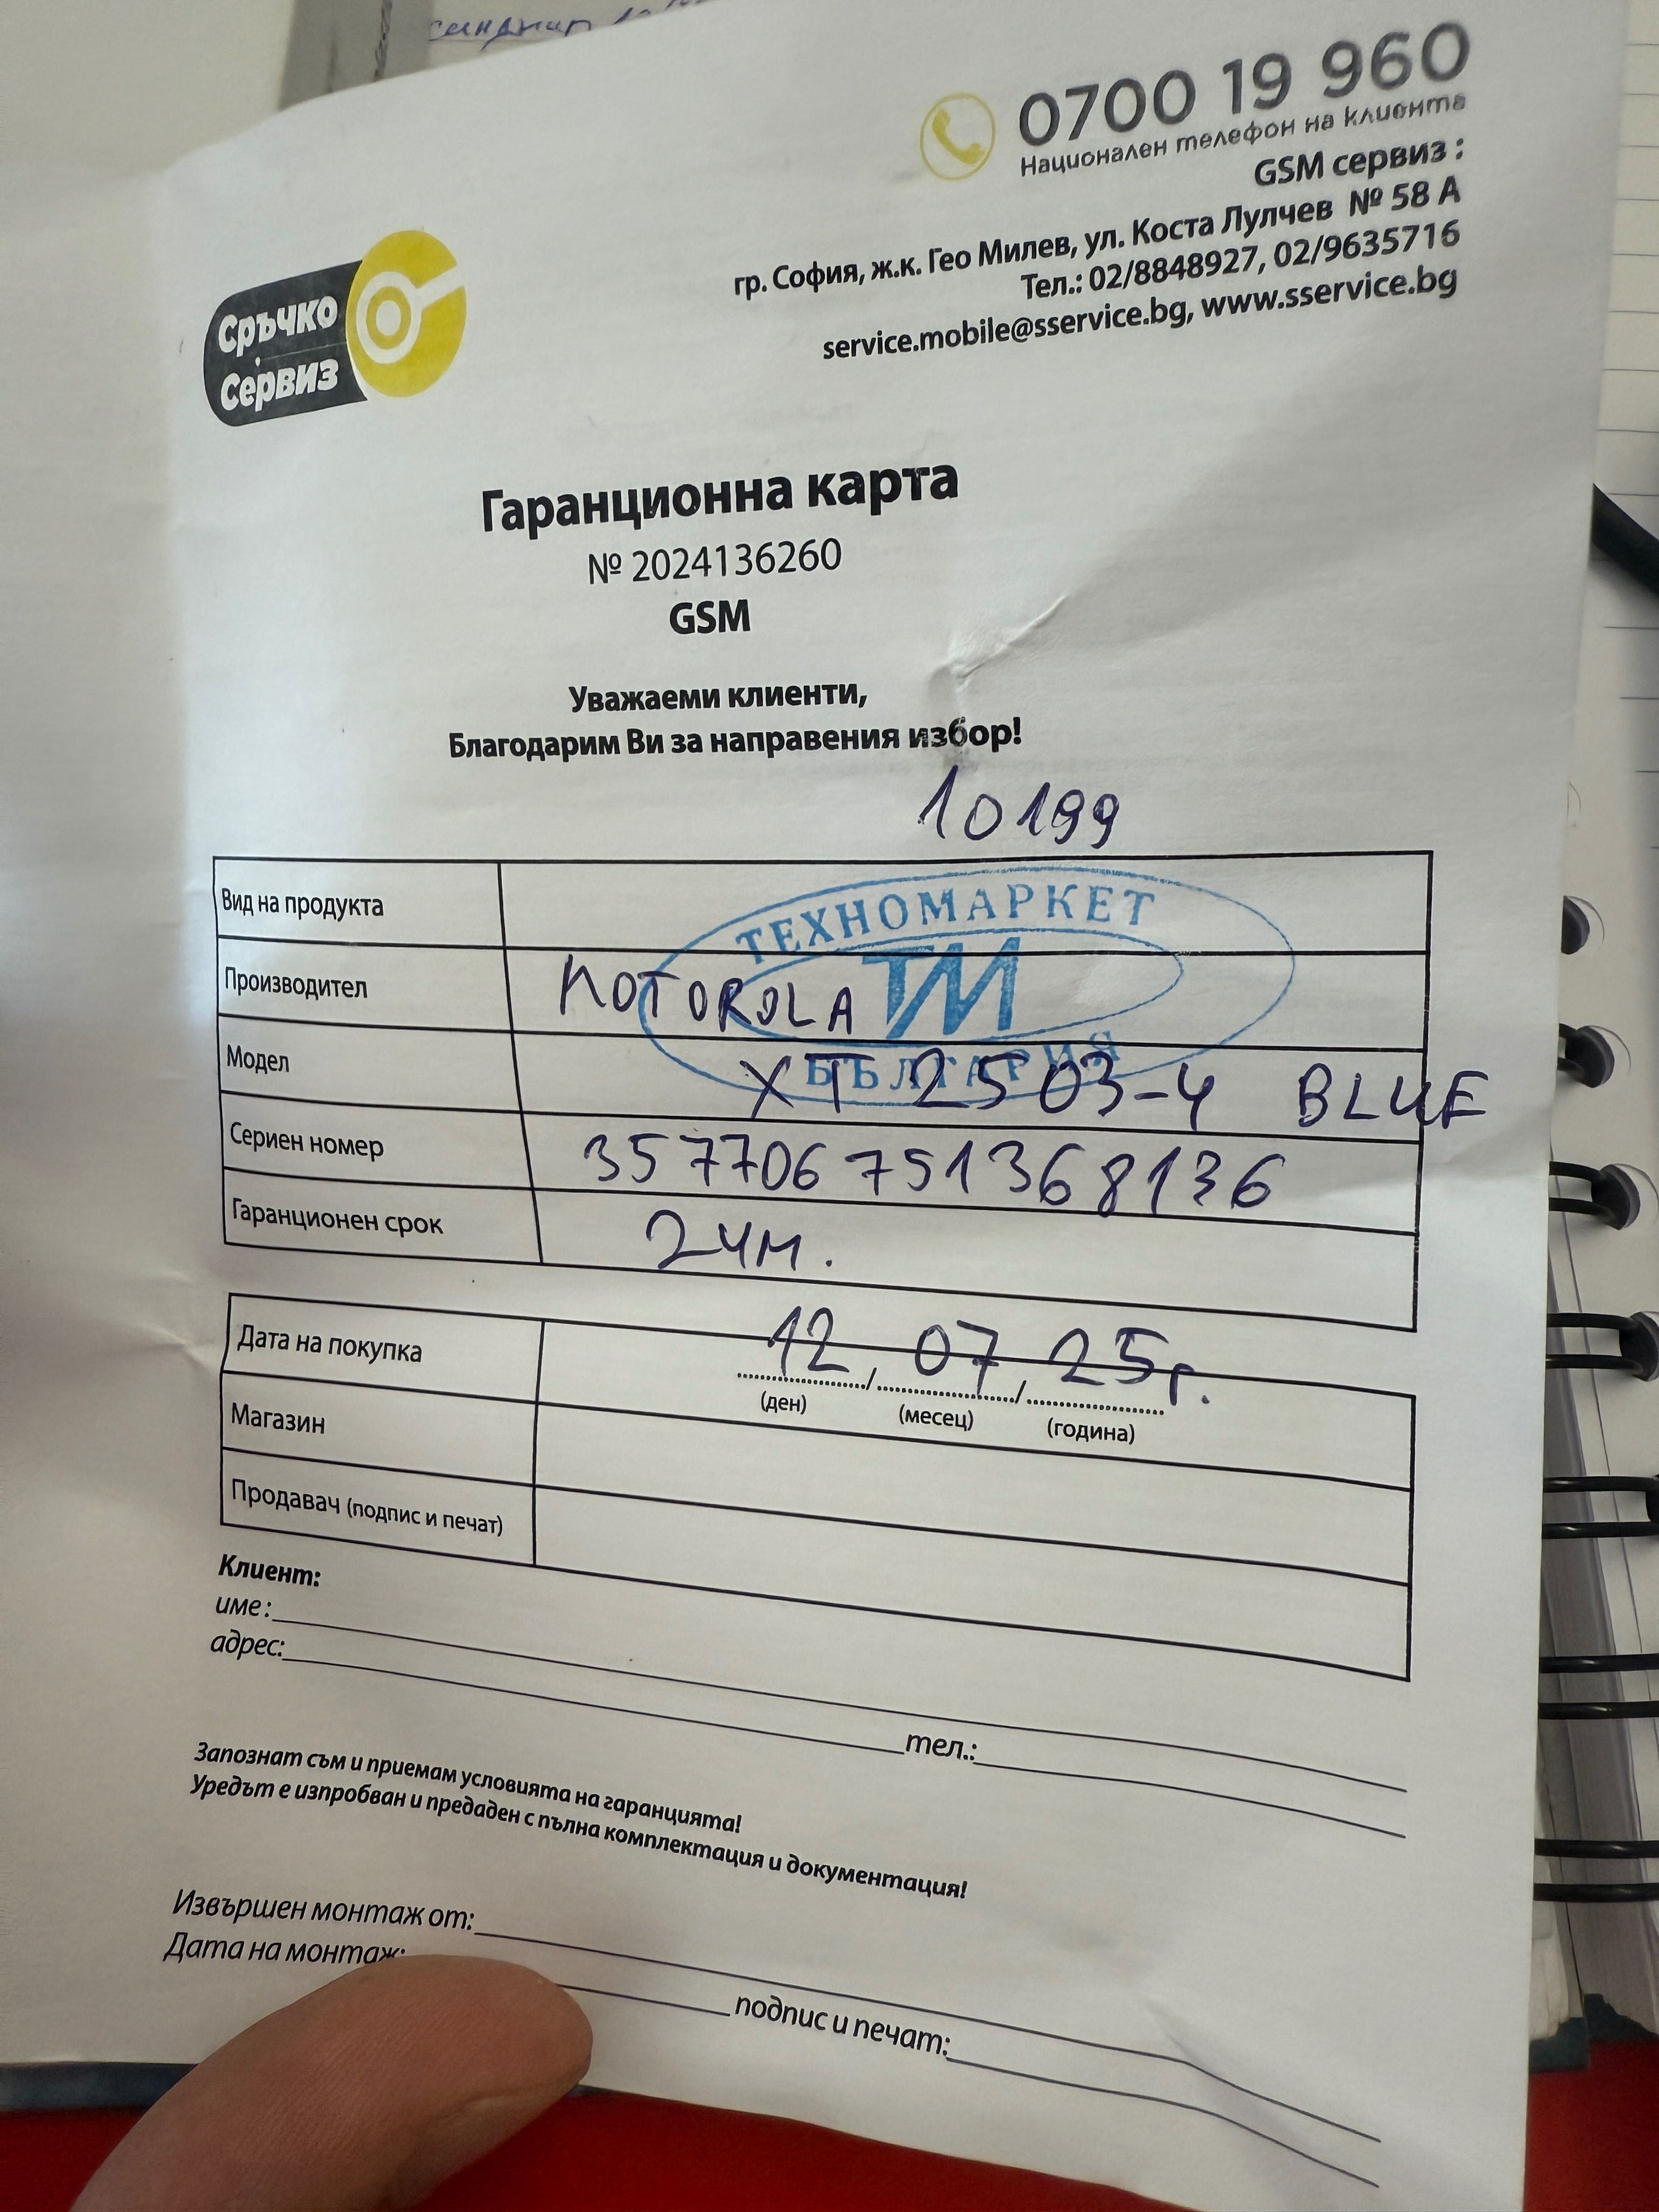 0700 19 960
Национален телефон на клиента
GSM сервиз :
гр. София, ж.к. Гео Милев, ул. Коста Лулчев № 58 А
Тел.: 02/8848927, 02/9635716
service.mobile@sservice.bg, www.sservice.bg
Сръчко
Сервиз
Гаранционна карта
№ 2024136260
GSM
Уважаеми клиенти,
Благодарим Ви за направения избор!
10199
Вид на продукта
ТЕХНОМАРКЕТ
ТМ
БЪЛГАРИЯ
Производител MOTOROLA
Модел XT 2503-4 BLUE
Сериен номер 357706751368136
Гаранционен срок 24м.
Дата на покупка 12 / 07 / 25г.
(ден) (месец) (година)
Магазин
Продавач (подпис и печат)
Клиент:
име:
адрес:
тел.:
Запознат съм и приемам условията на гаранцията!
Уредът е изпробван и предаден с пълна комплектация и документация!
Извършен монтаж от:
Дата на монтаж:
подпис и печат: